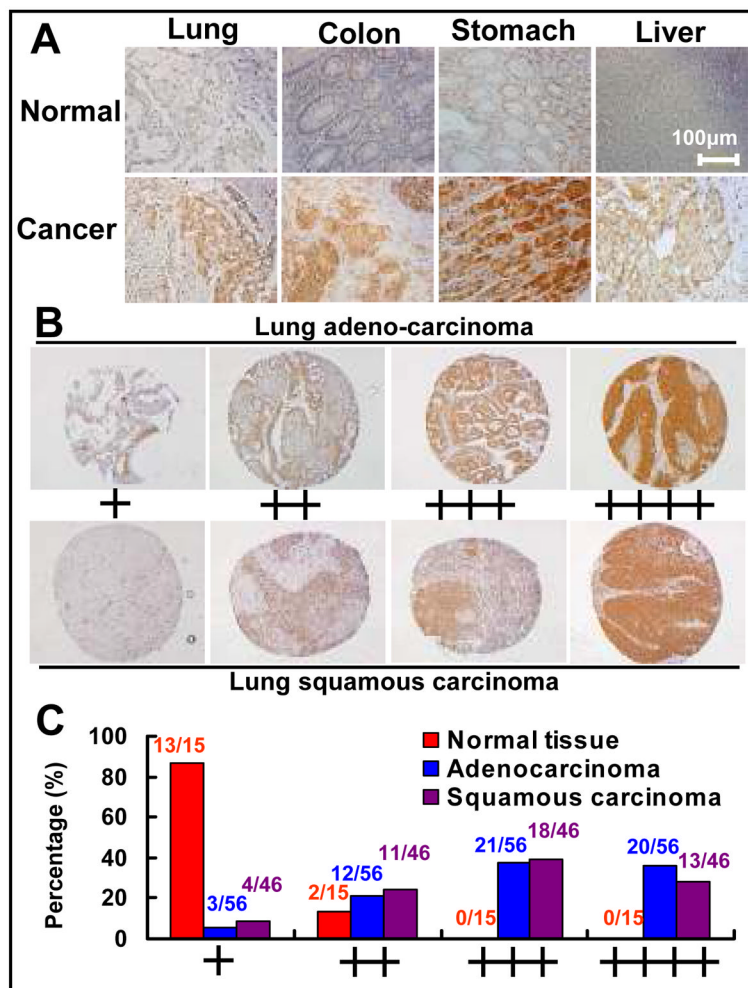 A
Lung Colon Stomach Liver
Normal
100µm
Cancer
B
Lung adeno-carcinoma
+ ++ +++ ++++
Lung squamous carcinoma
C
Percentage (%)
100
80
60
40
20
0
Normal tissue
Adenocarcinoma
Squamous carcinoma
13/15 3/56 4/46
2/15 12/56 11/46
0/15 21/56 18/46
0/15 20/56 13/46
+ ++ +++ ++++